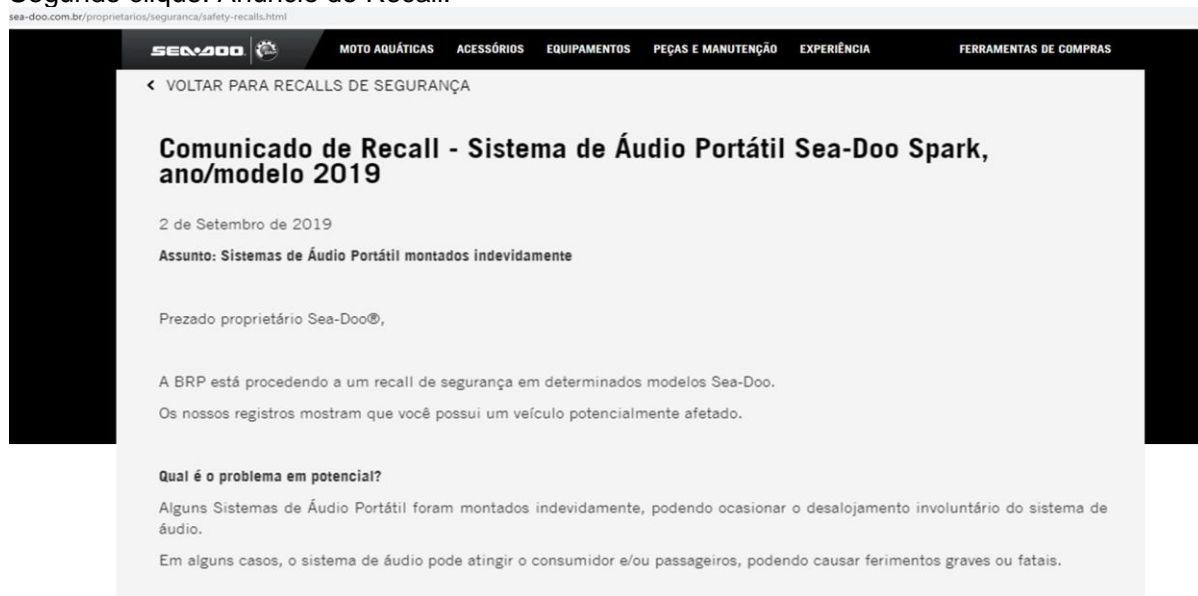 Segundo clique: Anúncio do Recall:
sea-doo.com.br/proprietarios/seguranca/safety-recalls.html
SEA-DOO MOTO AQUÁTICAS ACESSÓRIOS EQUIPAMENTOS PEÇAS E MANUTENÇÃO EXPERIÊNCIA FERRAMENTAS DE COMPRAS
< VOLTAR PARA RECALLS DE SEGURANÇA
Comunicado de Recall - Sistema de Áudio Portátil Sea-Doo Spark,
ano/modelo 2019
2 de Setembro de 2019
Assunto: Sistemas de Áudio Portátil montados indevidamente
Prezado proprietário Sea-Doo®,
A BRP está procedendo a um recall de segurança em determinados modelos Sea-Doo.
Os nossos registros mostram que você possui um veículo potencialmente afetado.
Qual é o problema em potencial?
Alguns Sistemas de Áudio Portátil foram montados indevidamente, podendo ocasionar o desalojamento involuntário do sistema de
áudio.
Em alguns casos, o sistema de áudio pode atingir o consumidor e/ou passageiros, podendo causar ferimentos graves ou fatais.